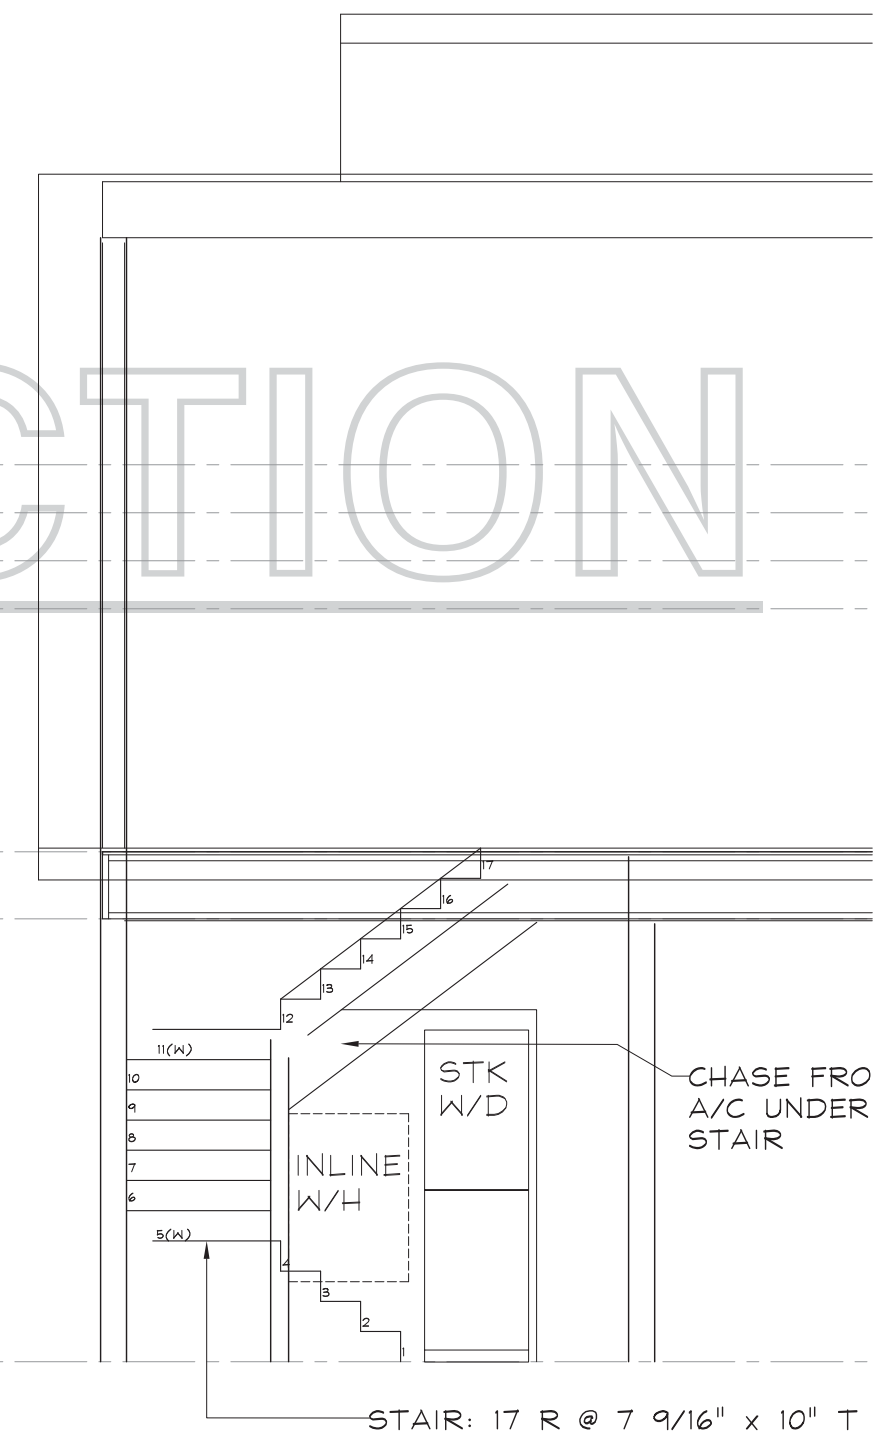 CTION
17
16
15
14
13
12
11(W)
10
9
8
7
6
5(W)
4
3
2
1
STK
W/D
INLINE
W/H
CHASE FRO
A/C UNDER
STAIR
STAIR: 17 R @ 7 9/16" x 10" T